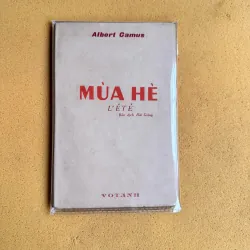 Albert Camus
MÙA HÈ
L'ÉTÉ
VOTANH